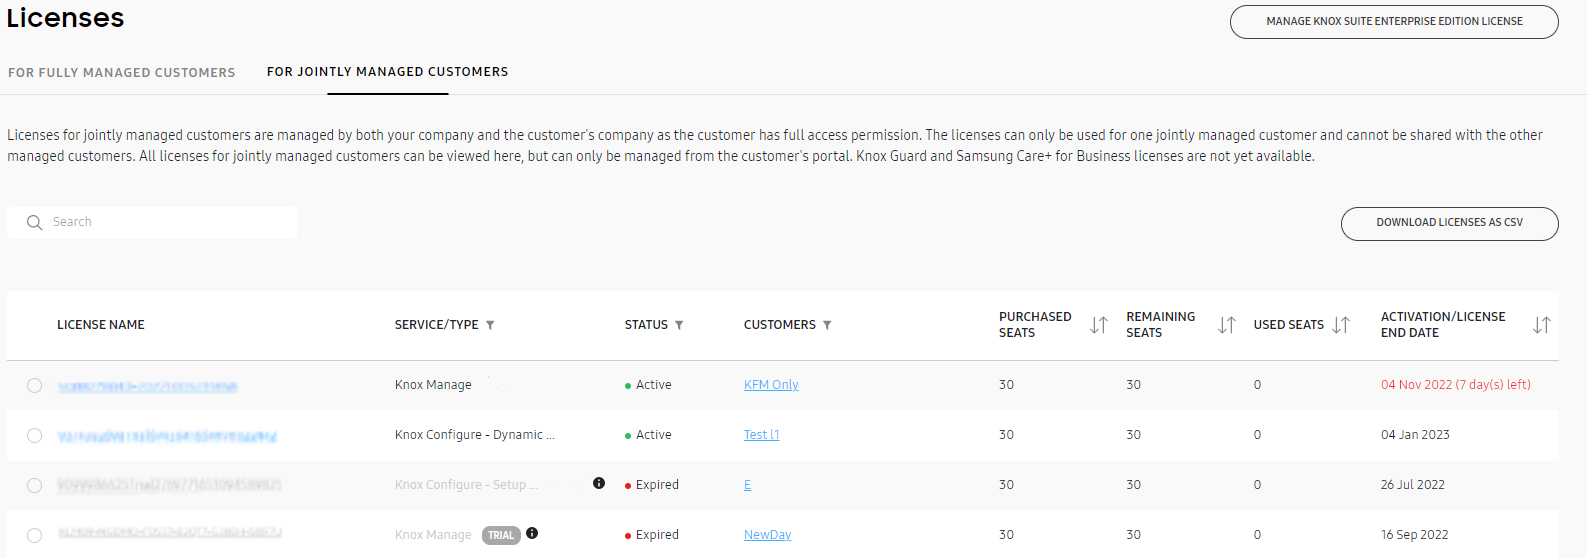 Licenses
MANAGE KNOX SUITE ENTERPRISE EDITION LICENSE
FOR FULLY MANAGED CUSTOMERS
FOR JOINTLY MANAGED CUSTOMERS
Licenses for jointly managed customers are managed by both your company and the customer's company as the customer has full access permission. The licenses can only be used for one jointly managed customer and cannot be shared with the other
managed customers. All licenses for jointly managed customers can be viewed here, but can only be managed from the customer's portal. Knox Guard and Samsung Care+ for Business licenses are not yet available.
Search
DOWNLOAD LICENSES AS CSV
LICENSE NAME SERVICE/TYPE STATUS CUSTOMERS PURCHASED SEATS REMAINING SEATS USED SEATS ACTIVATION/LICENSE END DATE
Knox Manage Active KFM Only 30 30 0 04 Nov 2022 (7 day(s) left)
Knox Configure - Dynamic ... Active Test l1 30 30 0 04 Jan 2023
Knox Configure - Setup ... Expired E 30 30 0 26 Jul 2022
Knox Manage TRIAL Expired NewDay 30 30 0 16 Sep 2022